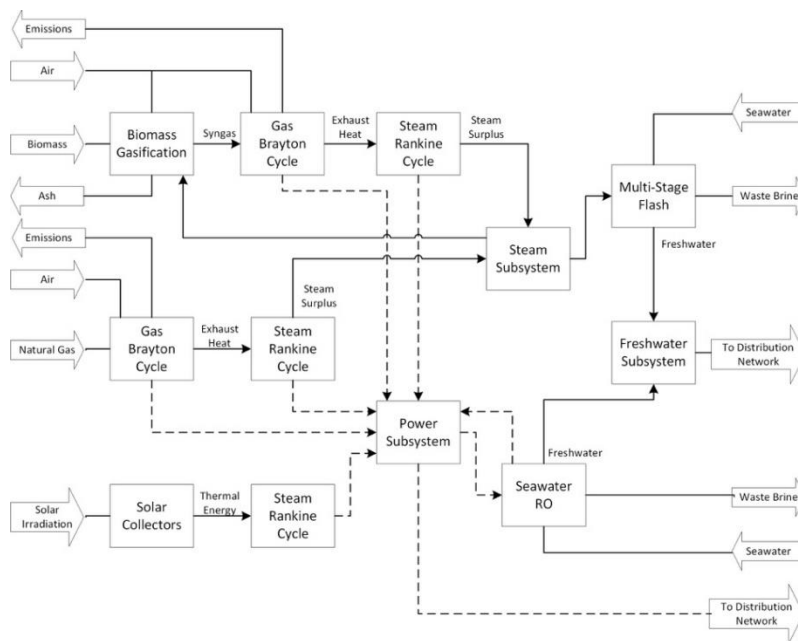 Emissions
Air
Biomass
Gasification
Syngas
Gas
Brayton
Cycle
Exhaust
Heat
Steam
Rankine
Cycle
Steam
Surplus
Seawater
Biomass
Multi-Stage
Flash
Waste Brine
Ash
Freshwater
Emissions
Steam
Subsystem
Air
Steam
Surplus
Natural Gas
Gas
Brayton
Cycle
Exhaust
Heat
Steam
Rankine
Cycle
Freshwater
Subsystem
To Distribution
Network
Power
Subsystem
Freshwater
Solar
Irradiation
Solar
Collectors
Thermal
Energy
Steam
Rankine
Cycle
Seawater
RO
Waste Brine
Seawater
To Distribution
Network